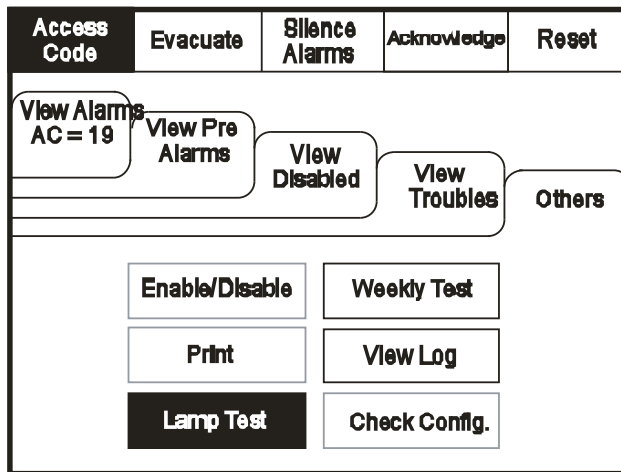 Access
Code
Evacuate
Silence
Alarms
Acknowledge
Reset
View Alarms
AC = 19
View Pre
Alarms
View
Disabled
View
Troubles
Others
Enable/Disable
Weekly Test
Print
View Log
Lamp Test
Check Config.